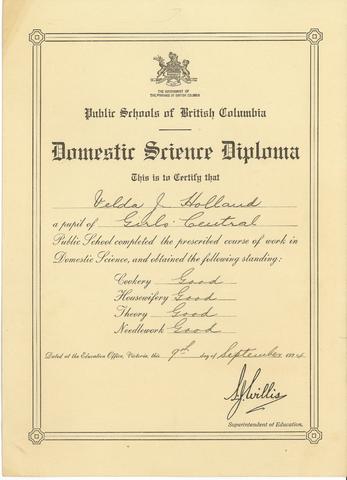 THE GOVERNMENT OF
THE PROVINCE OF BRITISH COLUMBIA
Public Schools of British Columbia
Domestic Science Diploma
This is to Certify that
Velda J. Holland
a pupil of Girls' Central
Public School completed the prescribed course of work in
Domestic Science, and obtained the following standing:
Cookery Good
Housewifery Good
Theory Good
Needlework Good
Dated at the Education Office, Victoria, this 9th day of September
S.J. Willis
Superintendent of Education.